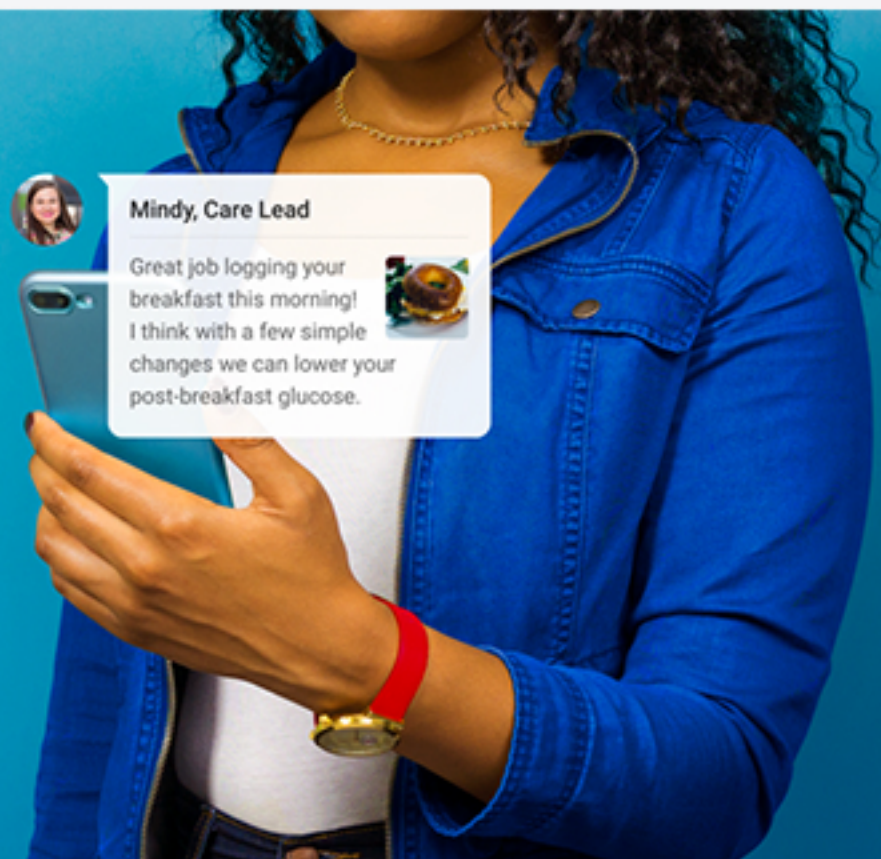 Mindy, Care Lead
Great job logging your
breakfast this morning!
I think with a few simple
changes we can lower your
post-breakfast glucose.